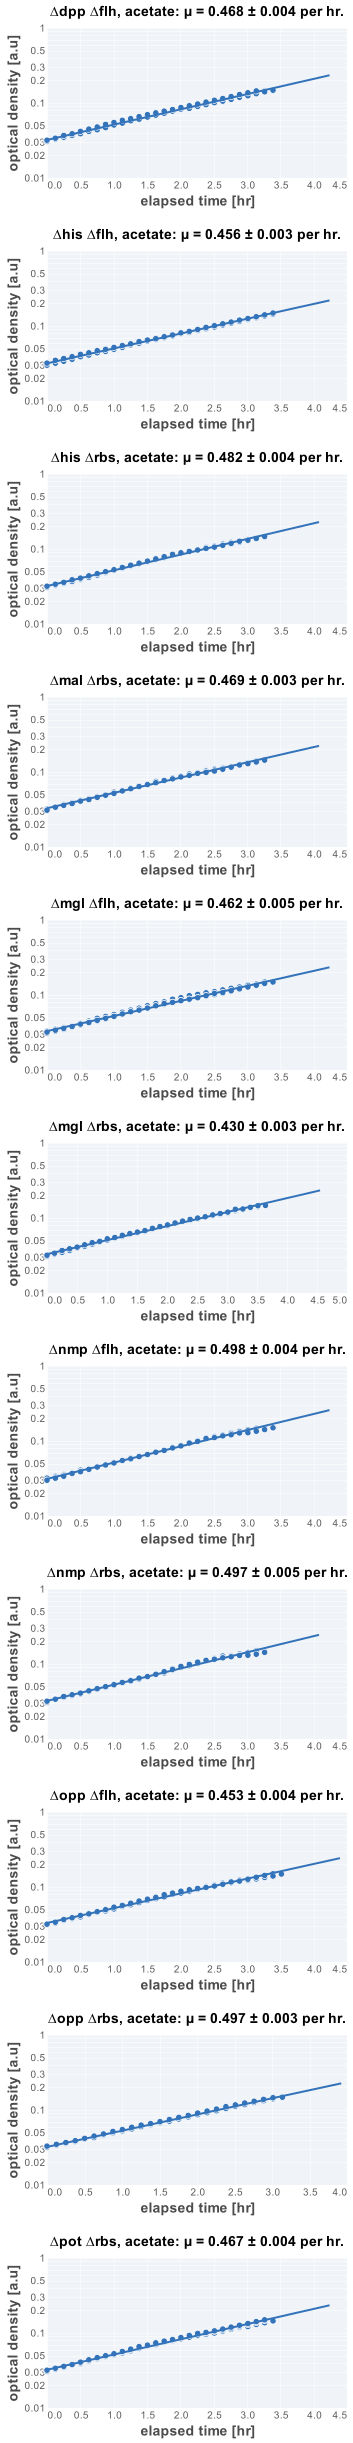 Δdpp Δflh, acetate: μ = 0.468 ± 0.004 per hr.
optical density [a.u]
1
0.5
0.3
0.2
0.1
0.05
0.03
0.02
0.01
0.0 0.5 1.0 1.5 2.0 2.5 3.0 3.5 4.0 4.5
elapsed time [hr]
Δhis Δflh, acetate: μ = 0.456 ± 0.003 per hr.
optical density [a.u]
1
0.5
0.3
0.2
0.1
0.05
0.03
0.02
0.01
0.0 0.5 1.0 1.5 2.0 2.5 3.0 3.5 4.0 4.5
elapsed time [hr]
Δhis Δrbs, acetate: μ = 0.482 ± 0.004 per hr.
optical density [a.u]
1
0.5
0.3
0.2
0.1
0.05
0.03
0.02
0.01
0.0 0.5 1.0 1.5 2.0 2.5 3.0 3.5 4.0 4.5
elapsed time [hr]
Δmal Δrbs, acetate: μ = 0.469 ± 0.003 per hr.
optical density [a.u]
1
0.5
0.3
0.2
0.1
0.05
0.03
0.02
0.01
0.0 0.5 1.0 1.5 2.0 2.5 3.0 3.5 4.0 4.5
elapsed time [hr]
Δmgl Δflh, acetate: μ = 0.462 ± 0.005 per hr.
optical density [a.u]
1
0.5
0.3
0.2
0.1
0.05
0.03
0.02
0.01
0.0 0.5 1.0 1.5 2.0 2.5 3.0 3.5 4.0 4.5
elapsed time [hr]
Δmgl Δrbs, acetate: μ = 0.430 ± 0.003 per hr.
optical density [a.u]
1
0.5
0.3
0.2
0.1
0.05
0.03
0.02
0.01
0.0 0.5 1.0 1.5 2.0 2.5 3.0 3.5 4.0 4.5 5.0
elapsed time [hr]
Δnmp Δflh, acetate: μ = 0.498 ± 0.004 per hr.
optical density [a.u]
1
0.5
0.3
0.2
0.1
0.05
0.03
0.02
0.01
0.0 0.5 1.0 1.5 2.0 2.5 3.0 3.5 4.0 4.5
elapsed time [hr]
Δnmp Δrbs, acetate: μ = 0.497 ± 0.005 per hr.
optical density [a.u]
1
0.5
0.3
0.2
0.1
0.05
0.03
0.02
0.01
0.0 0.5 1.0 1.5 2.0 2.5 3.0 3.5 4.0 4.5
elapsed time [hr]
Δopp Δflh, acetate: μ = 0.453 ± 0.004 per hr.
optical density [a.u]
1
0.5
0.3
0.2
0.1
0.05
0.03
0.02
0.01
0.0 0.5 1.0 1.5 2.0 2.5 3.0 3.5 4.0 4.5
elapsed time [hr]
Δopp Δrbs, acetate: μ = 0.497 ± 0.003 per hr.
optical density [a.u]
1
0.5
0.3
0.2
0.1
0.05
0.03
0.02
0.01
0.0 0.5 1.0 1.5 2.0 2.5 3.0 3.5 4.0
elapsed time [hr]
Δpot Δrbs, acetate: μ = 0.467 ± 0.004 per hr.
optical density [a.u]
1
0.5
0.3
0.2
0.1
0.05
0.03
0.02
0.01
0.0 0.5 1.0 1.5 2.0 2.5 3.0 3.5 4.0 4.5
elapsed time [hr]